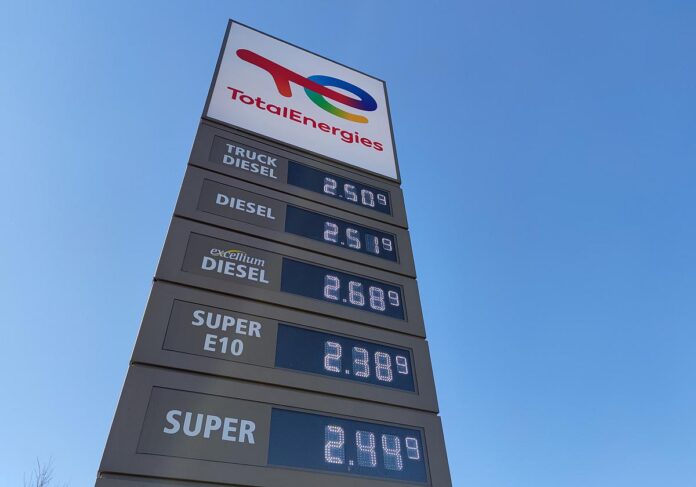 TotalEnergies
TRUCK
DIESEL
2.50⁹
DIESEL
2.51⁹
excellium
DIESEL
2.68⁹
SUPER
E10
2.38⁹
SUPER
2.44⁹